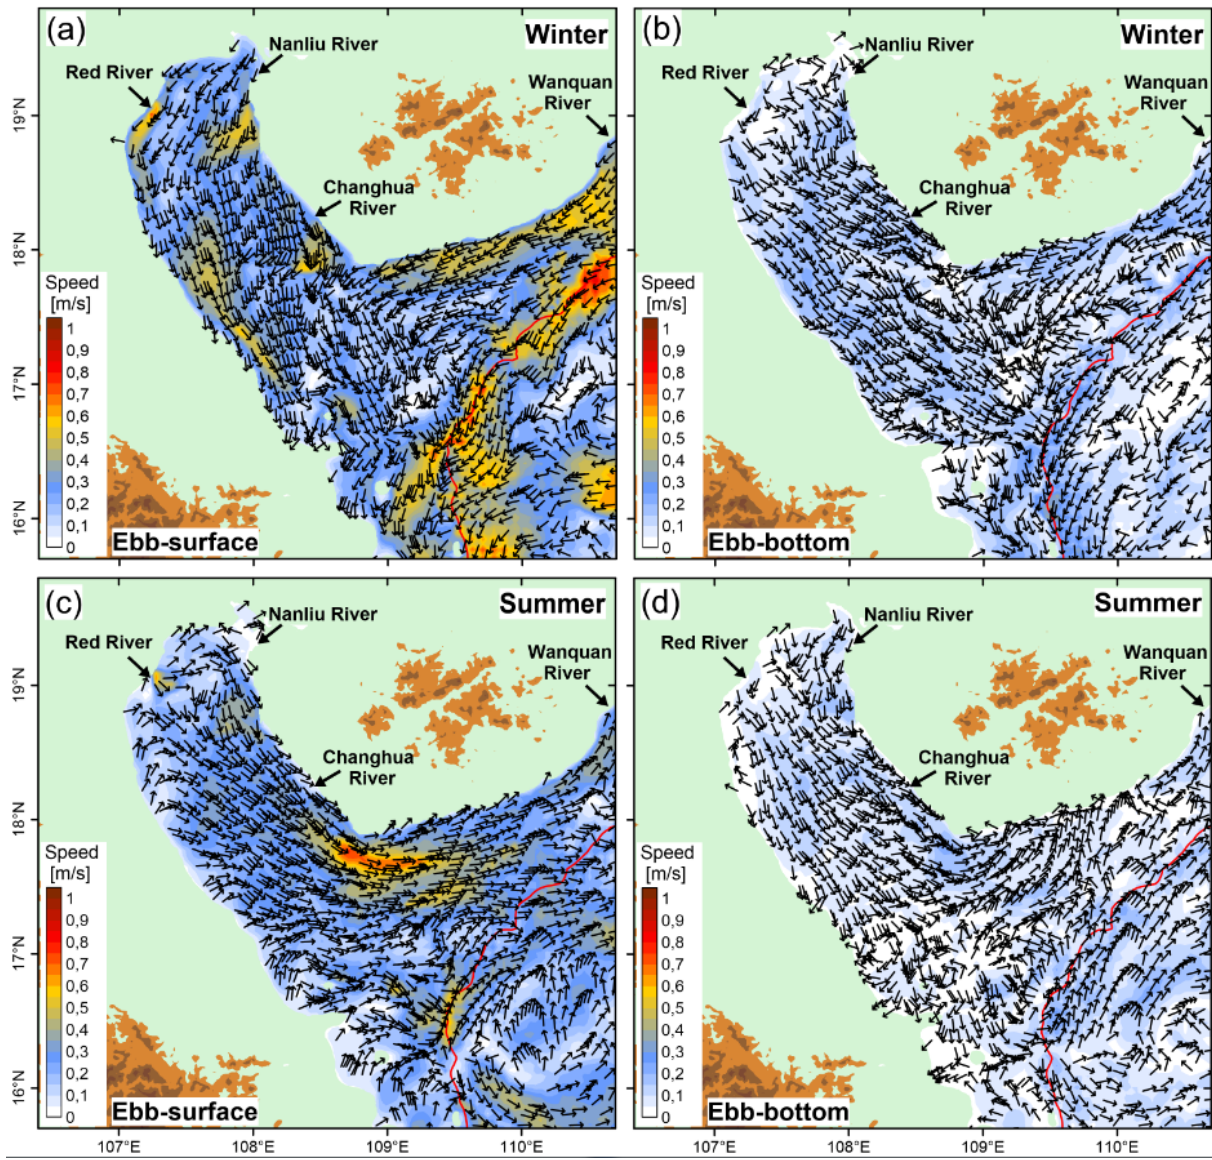 (a)
Winter
Nanliu River
Red River
Wanquan
River
Changhua
River
19°N
18°N
17°N
16°N
Speed
[m/s]
1
0,9
0,8
0,7
0,6
0,5
0,4
0,3
0,2
0,1
0
Ebb-surface
(b)
Winter
Nanliu River
Red River
Wanquan
River
Changhua
River
Speed
[m/s]
1
0,9
0,8
0,7
0,6
0,5
0,4
0,3
0,2
0,1
0
Ebb-bottom
(c)
Summer
Nanliu River
Red River
Wanquan
River
Changhua
River
19°N
18°N
17°N
16°N
Speed
[m/s]
1
0,9
0,8
0,7
0,6
0,5
0,4
0,3
0,2
0,1
0
Ebb-surface
107°E
108°E
109°E
110°E
(d)
Summer
Nanliu River
Red River
Wanquan
River
Changhua
River
Speed
[m/s]
1
0,9
0,8
0,7
0,6
0,5
0,4
0,3
0,2
0,1
0
Ebb-bottom
107°E
108°E
109°E
110°E